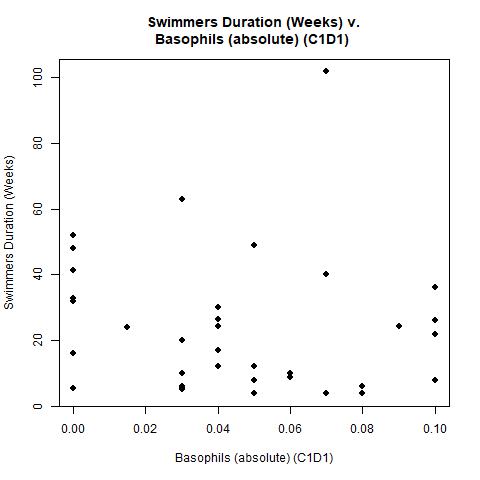 Swimmers Duration (Weeks) v.
Basophils (absolute) (C1D1)
Swimmers Duration (Weeks)
100
80
60
40
20
0
0.00 0.02 0.04 0.06 0.08 0.10
Basophils (absolute) (C1D1)